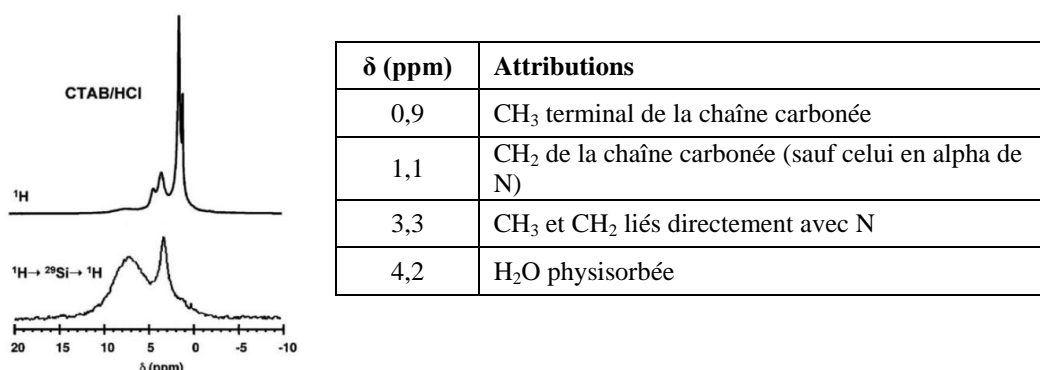 CTAB/HCl
¹H
¹H→ ²⁹Si→ ¹H
20 15 10 5 0 -5 -10
δ (ppm)
δ (ppm) Attributions
0,9 CH₃ terminal de la chaîne carbonée
1,1 CH₂ de la chaîne carbonée (sauf celui en alpha de
N)
3,3 CH₃ et CH₂ liés directement avec N
4,2 H₂O physisorbée